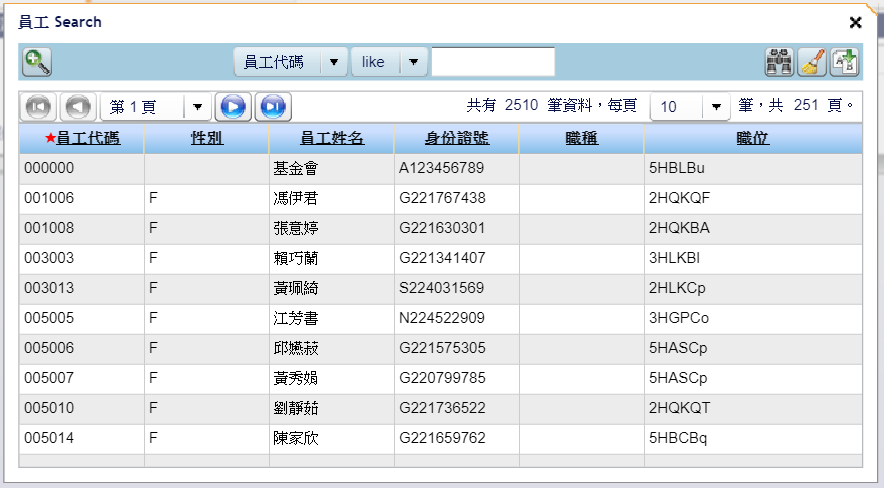 員工 Search
員工代碼 like
第 1 頁 共有 2510 筆資料，每頁 10 筆，共 251 頁。
★員工代碼 性別 員工姓名 身份證號 職稱 職位
000000 基金會 A123456789 5HBLBu
001006 F 馮伊君 G221767438 2HQKQF
001008 F 張意婷 G221630301 2HQKBA
003003 F 賴巧蘭 G221341407 3HLKBI
003013 F 黃珮綺 S224031569 2HLKCp
005005 F 江芳書 N224522909 3HGPCo
005006 F 邱嬿菽 G221575305 5HASCp
005007 F 黃秀娟 G220799785 5HASCp
005010 F 劉靜茹 G221736522 2HQKQT
005014 F 陳家欣 G221659762 5HBCBq